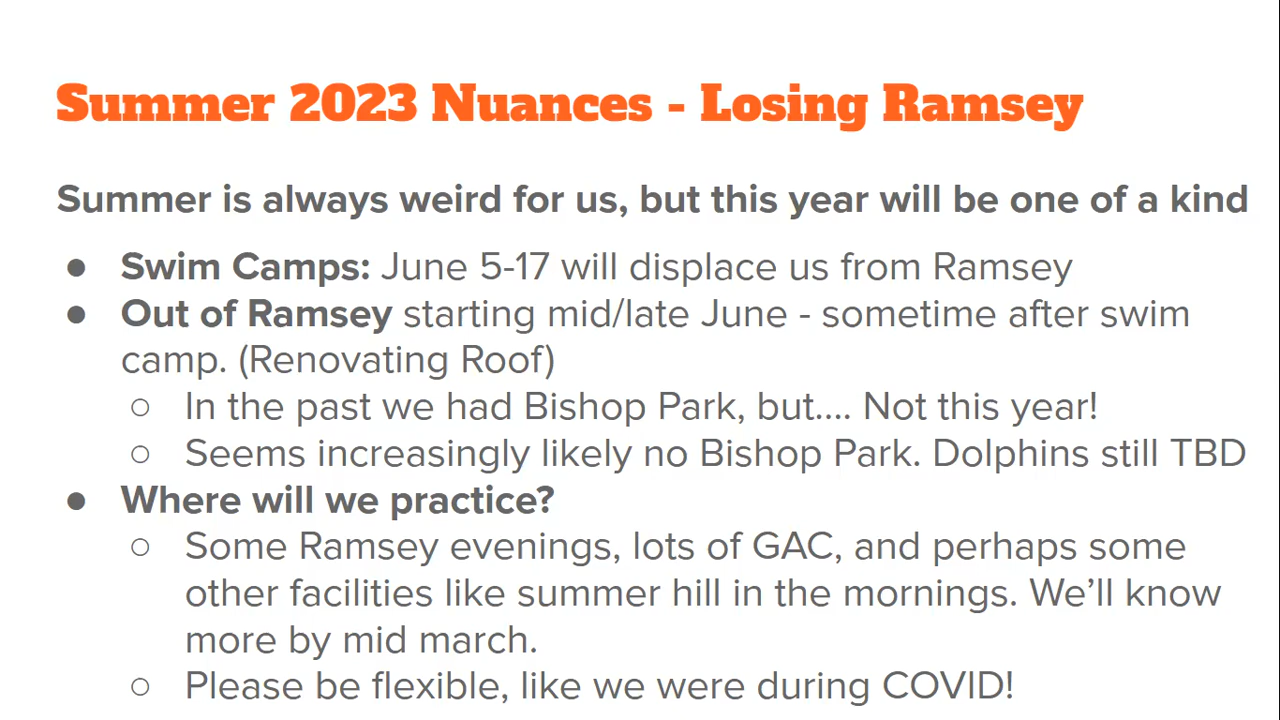 Summer 2023 Nuances - Losing Ramsey
Summer is always weird for us, but this year will be one of a kind
● Swim Camps: June 5-17 will displace us from Ramsey
● Out of Ramsey starting mid/late June - sometime after swim
camp. (Renovating Roof)
○ In the past we had Bishop Park, but.... Not this year!
○ Seems increasingly likely no Bishop Park. Dolphins still TBD
● Where will we practice?
○ Some Ramsey evenings, lots of GAC, and perhaps some
other facilities like summer hill in the mornings. We’ll know
more by mid march.
○ Please be flexible, like we were during COVID!